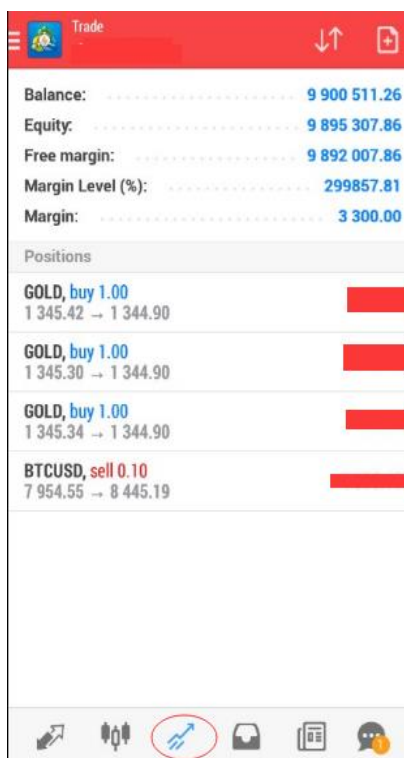 Trade
Balance: 9 900 511.26
Equity: 9 895 307.86
Free margin: 9 892 007.86
Margin Level (%): 299857.81
Margin: 3 300.00
Positions
GOLD, buy 1.00
1 345.42 → 1 344.90
GOLD, buy 1.00
1 345.30 → 1 344.90
GOLD, buy 1.00
1 345.34 → 1 344.90
BTCUSD, sell 0.10
7 954.55 → 8 445.19
1